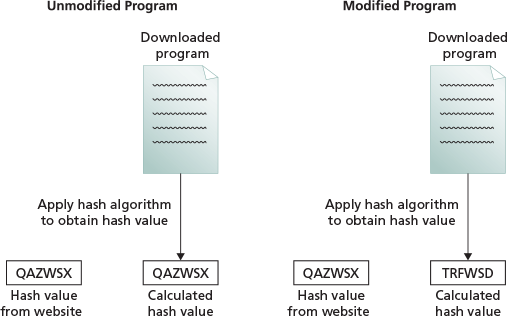 Unmodified Program
Downloaded
program
Apply hash algorithm
to obtain hash value
QAZWSX
Hash value
from website
QAZWSX
Calculated
hash value
Modified Program
Downloaded
program
Apply hash algorithm
to obtain hash value
QAZWSX
Hash value
from website
TRFWSD
Calculated
hash value